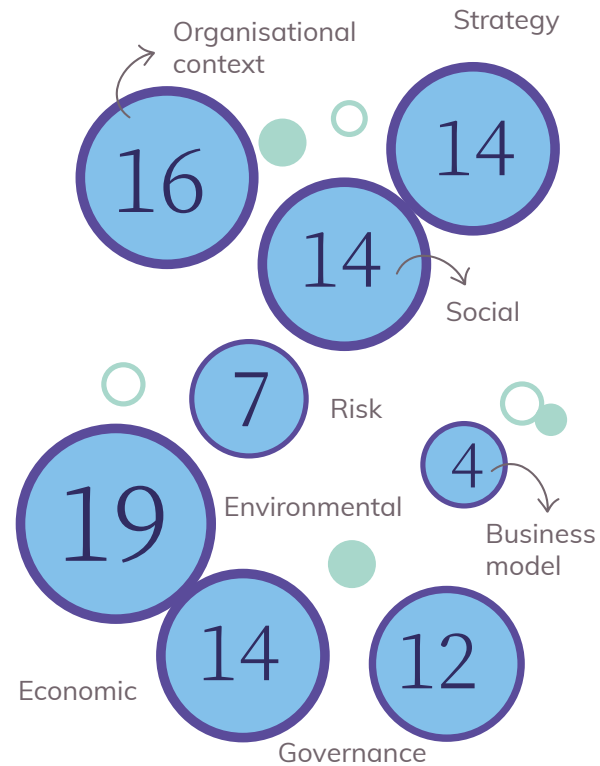 Strategy
Organisational
context
16
14
14
Social
7
Risk
4
19
Environmental
Business
model
14
12
Economic
Governance